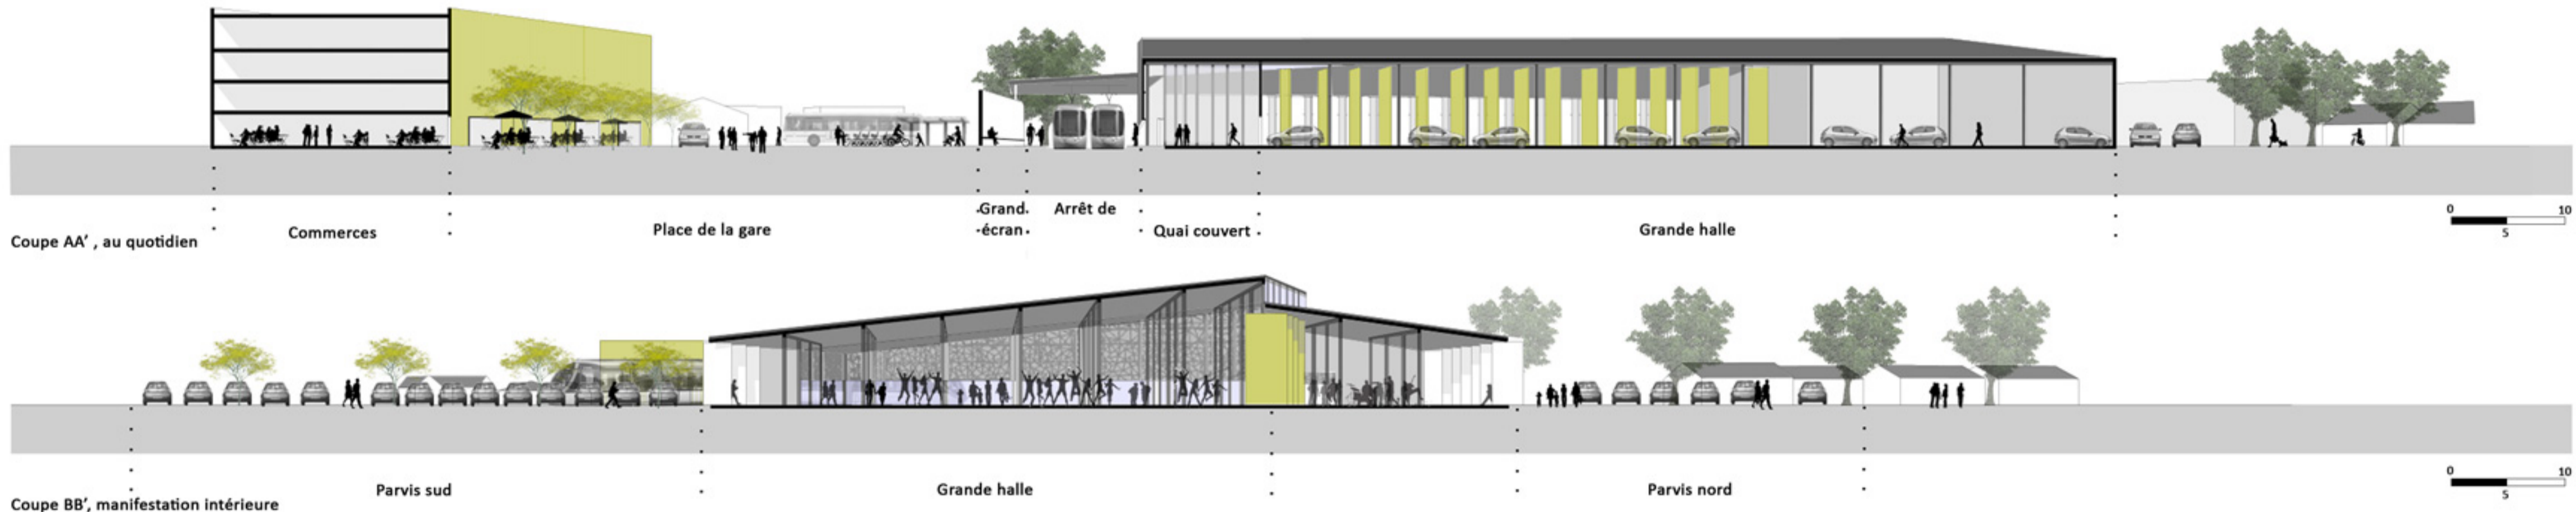 Grand
écran
Arrêt de
Commerces
Place de la gare
Quai couvert
Grande halle
Coupe AA' , au quotidien
0
10
5
Parvis sud
Grande halle
Parvis nord
Coupe BB', manifestation intérieure
0
10
5